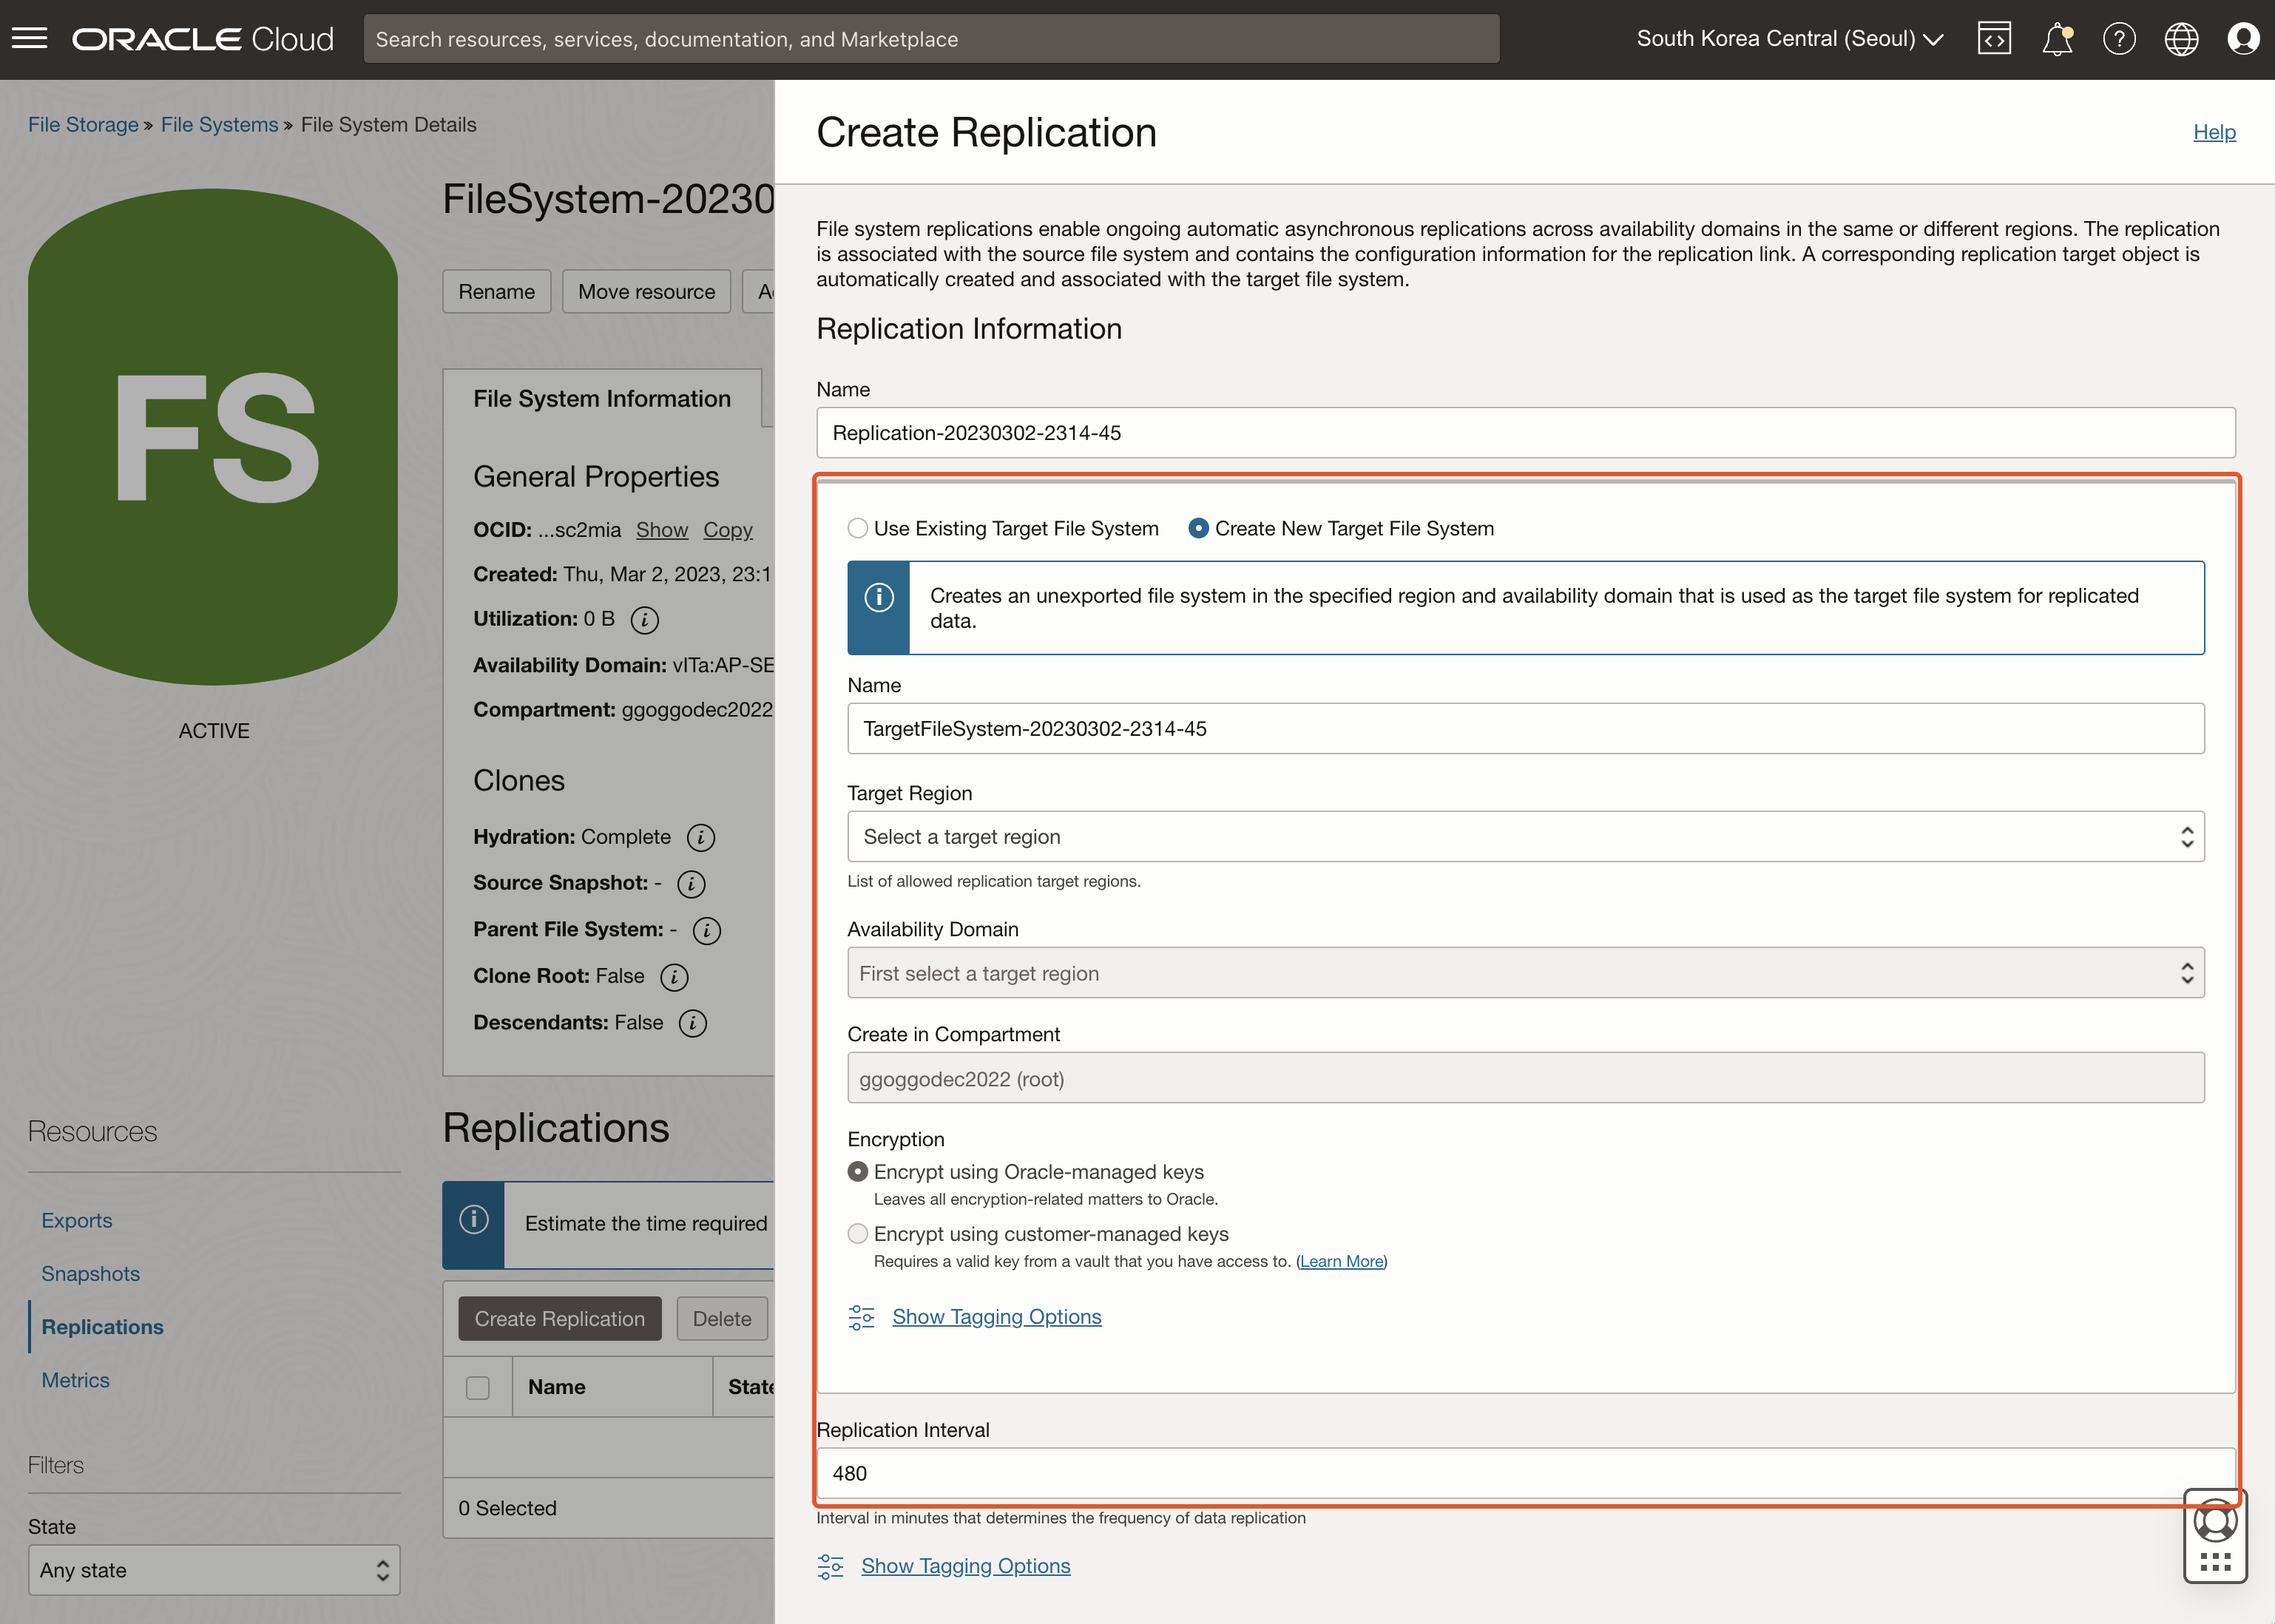 ORACLE Cloud
Search resources, services, documentation, and Marketplace
South Korea Central (Seoul)
File Storage » File Systems » File System Details
FS
ACTIVE
FileSystem-20230
Rename
Move resource
File System Information
General Properties
OCID: ...sc2mia Show Copy
Created: Thu, Mar 2, 2023, 23:1
Utilization: 0 B
Availability Domain: vlTa:AP-SE
Compartment: ggoggodec2022
Clones
Hydration: Complete
Source Snapshot: -
Parent File System: -
Clone Root: False
Descendants: False
Resources
Exports
Snapshots
Replications
Metrics
Filters
State
Any state
Replications
Estimate the time required
Create Replication
Delete
Name
State
0 Selected
Create Replication
Help
File system replications enable ongoing automatic asynchronous replications across availability domains in the same or different regions. The replication
is associated with the source file system and contains the configuration information for the replication link. A corresponding replication target object is
automatically created and associated with the target file system.
Replication Information
Name
Replication-20230302-2314-45
Use Existing Target File System
Create New Target File System
Creates an unexported file system in the specified region and availability domain that is used as the target file system for replicated
data.
Name
TargetFileSystem-20230302-2314-45
Target Region
Select a target region
List of allowed replication target regions.
Availability Domain
First select a target region
Create in Compartment
ggoggodec2022 (root)
Encryption
Encrypt using Oracle-managed keys
Leaves all encryption-related matters to Oracle.
Encrypt using customer-managed keys
Requires a valid key from a vault that you have access to. (Learn More)
Show Tagging Options
Replication Interval
480
Interval in minutes that determines the frequency of data replication
Show Tagging Options